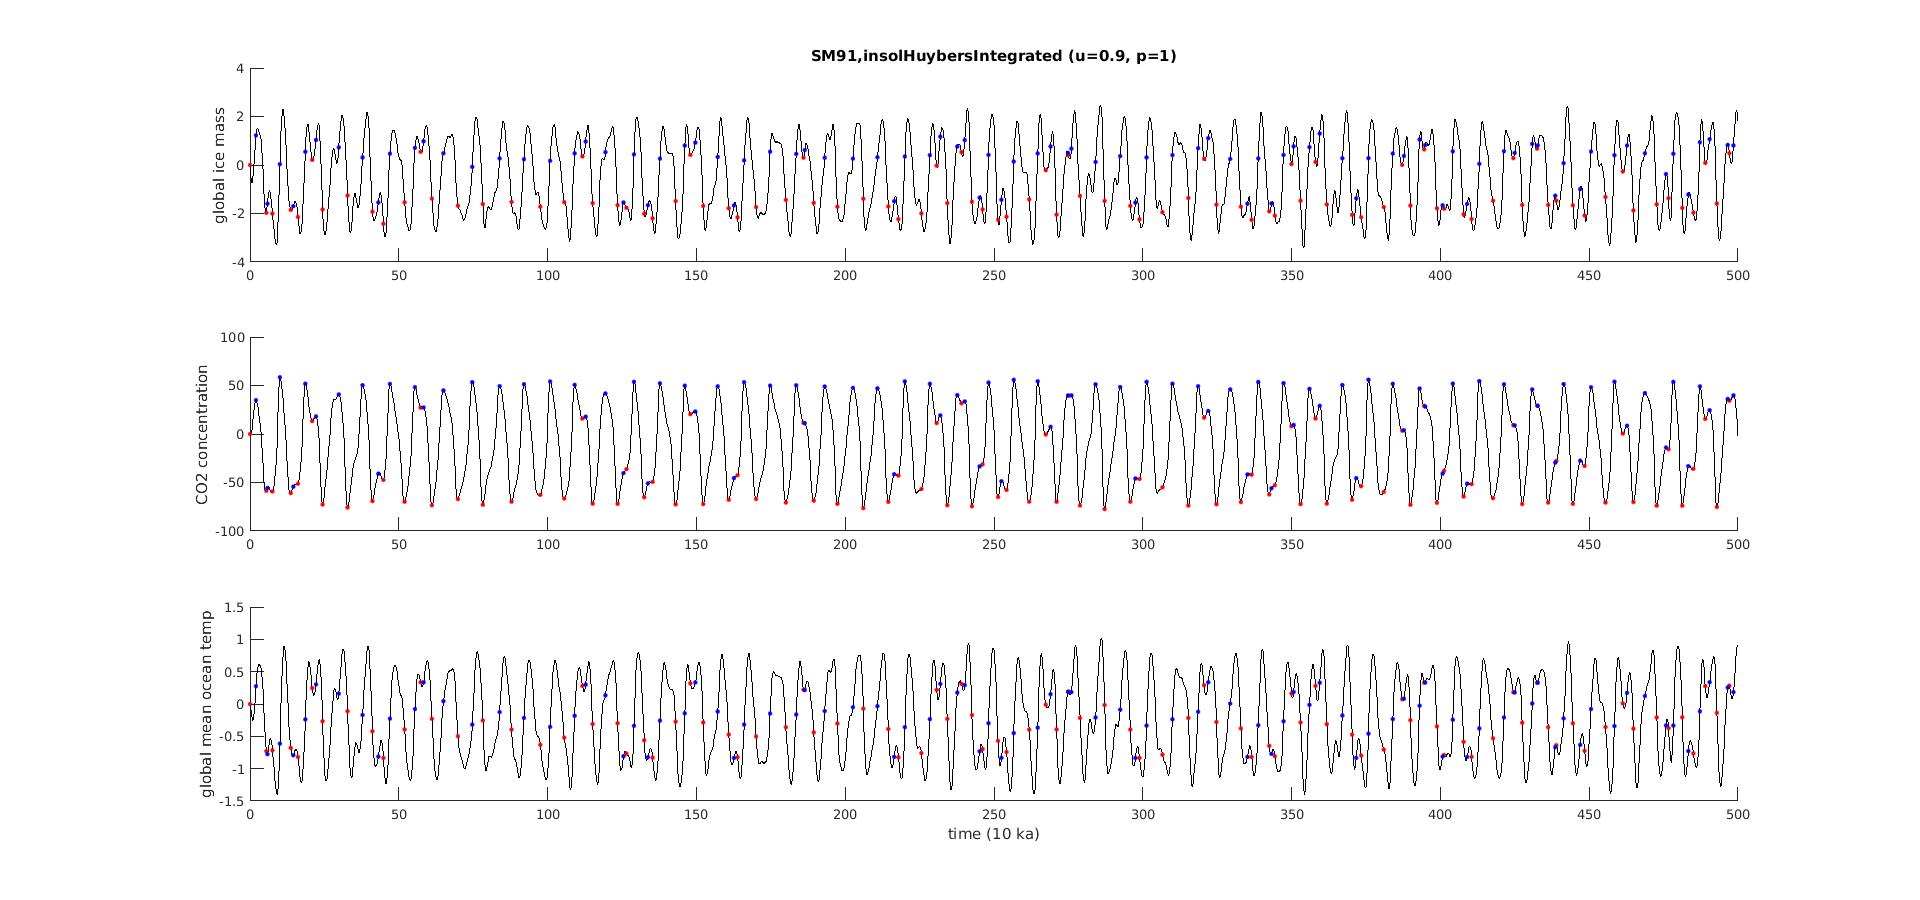 SM91,insolHuybersIntegrated (u=0.9, p=1)
global ice mass
4
2
0
-2
-4
0 50 100 150 200 250 300 350 400 450 500
CO2 concentration
100
50
0
-50
-100
0 50 100 150 200 250 300 350 400 450 500
global mean ocean temp
1.5
1
0.5
0
-0.5
-1
-1.5
0 50 100 150 200 250 300 350 400 450 500
time (10 ka)